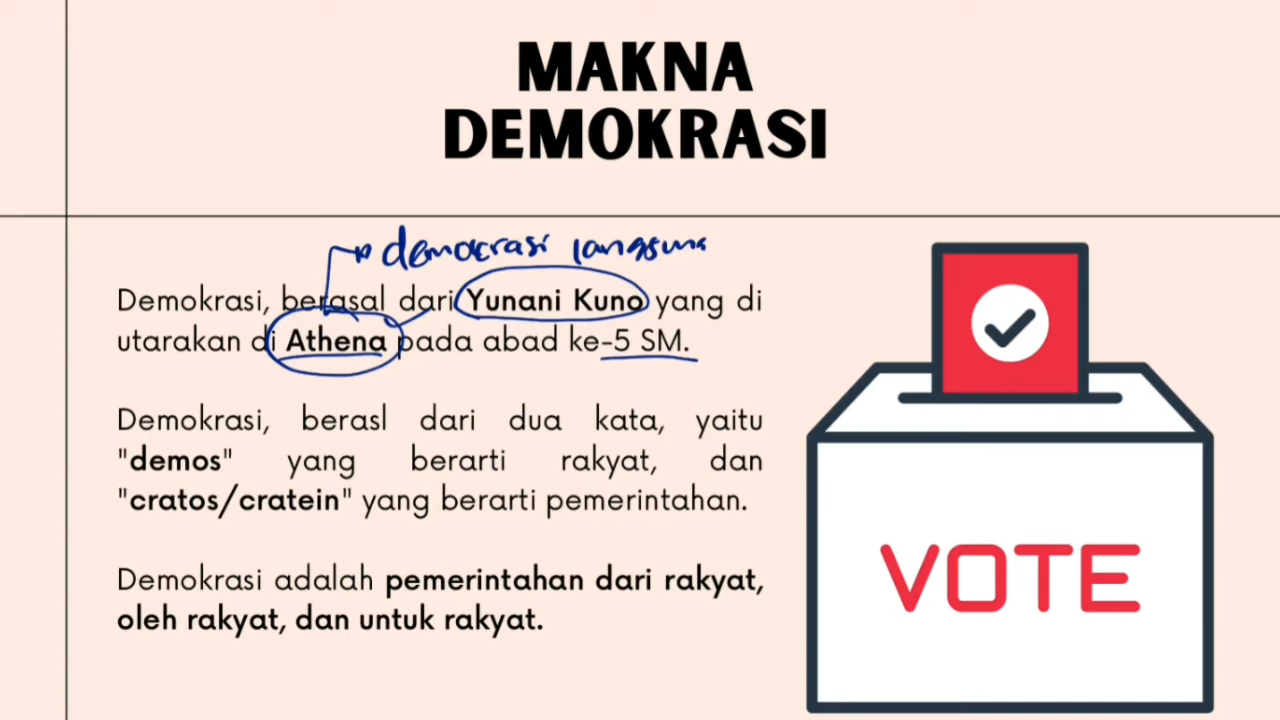 MAKNA
DEMOKRASI
demokrasi langsung
Demokrasi, berasal dari Yunani Kuno yang di
utarakan di Athena pada abad ke-5 SM.
Demokrasi, berasl dari dua kata, yaitu
"demos" yang berarti rakyat, dan
"cratos/cratein" yang berarti pemerintahan.
Demokrasi adalah pemerintahan dari rakyat,
oleh rakyat, dan untuk rakyat.
VOTE